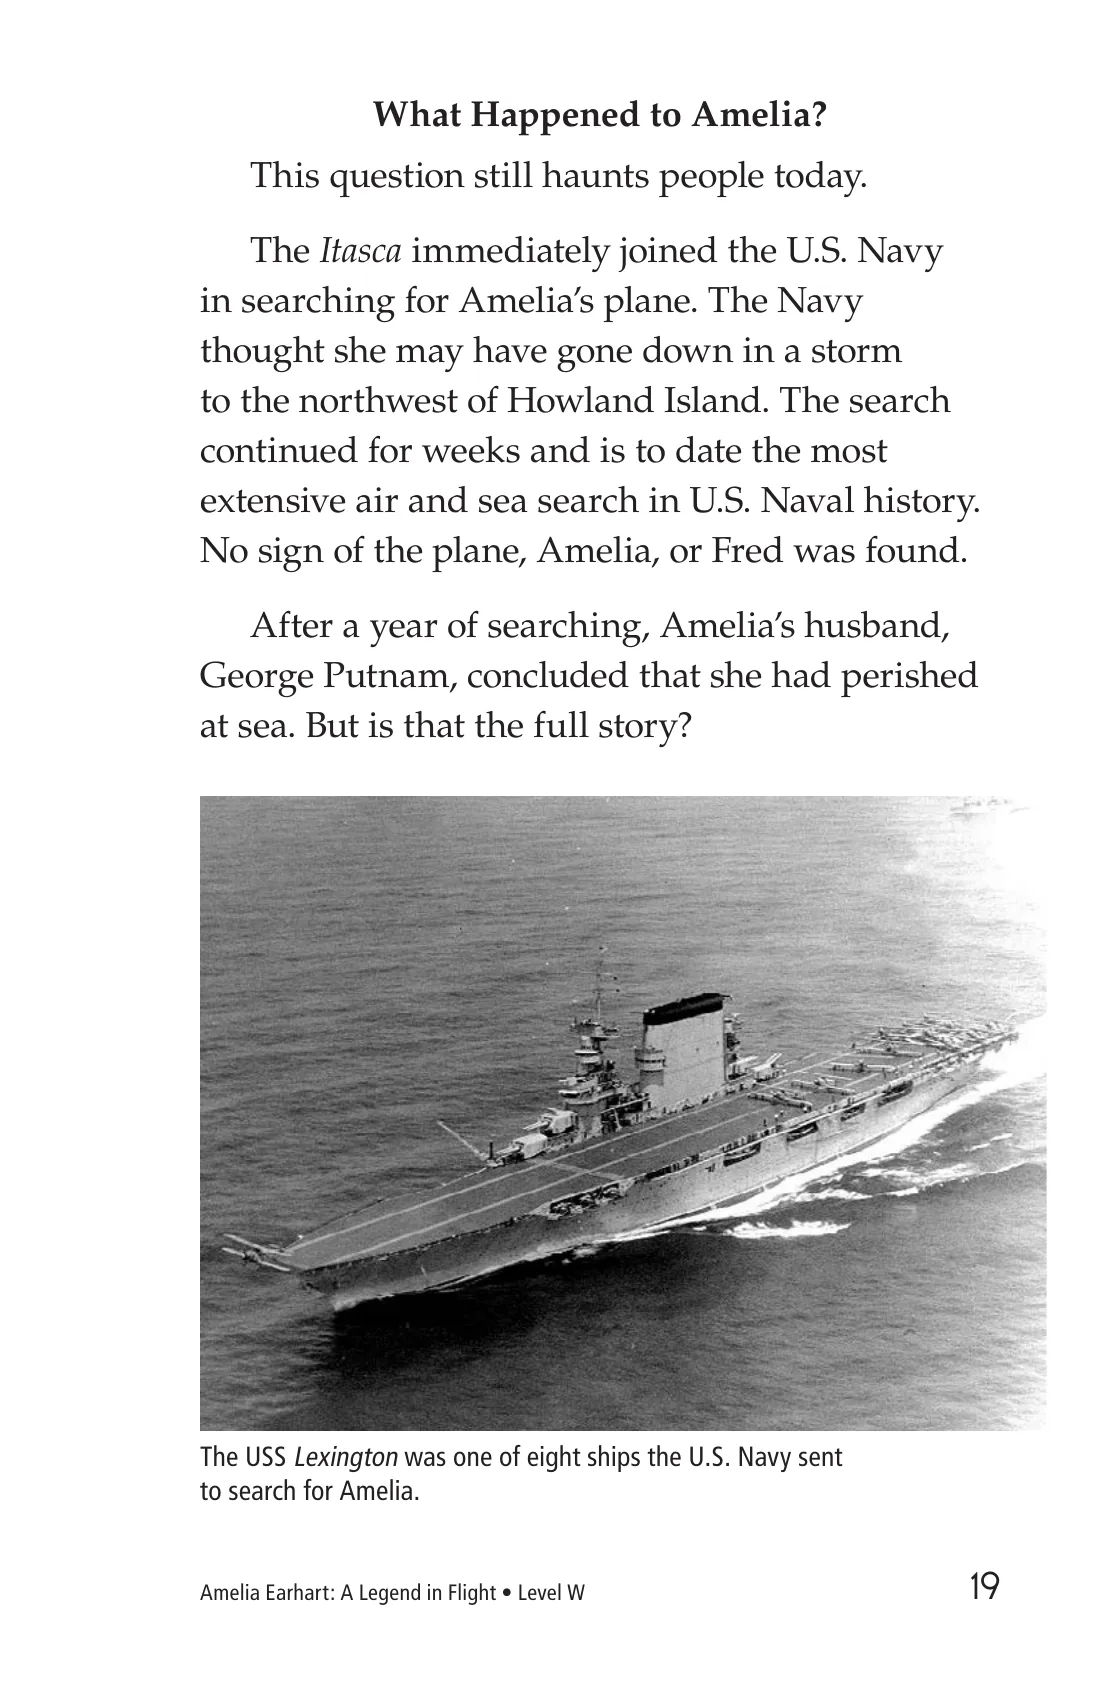 What Happened to Amelia?
This question still haunts people today.
The Itasca immediately joined the U.S. Navy
in searching for Amelia’s plane. The Navy
thought she may have gone down in a storm
to the northwest of Howland Island. The search
continued for weeks and is to date the most
extensive air and sea search in U.S. Naval history.
No sign of the plane, Amelia, or Fred was found.
After a year of searching, Amelia’s husband,
George Putnam, concluded that she had perished
at sea. But is that the full story?
The USS Lexington was one of eight ships the U.S. Navy sent
to search for Amelia.
Amelia Earhart: A Legend in Flight • Level W
19